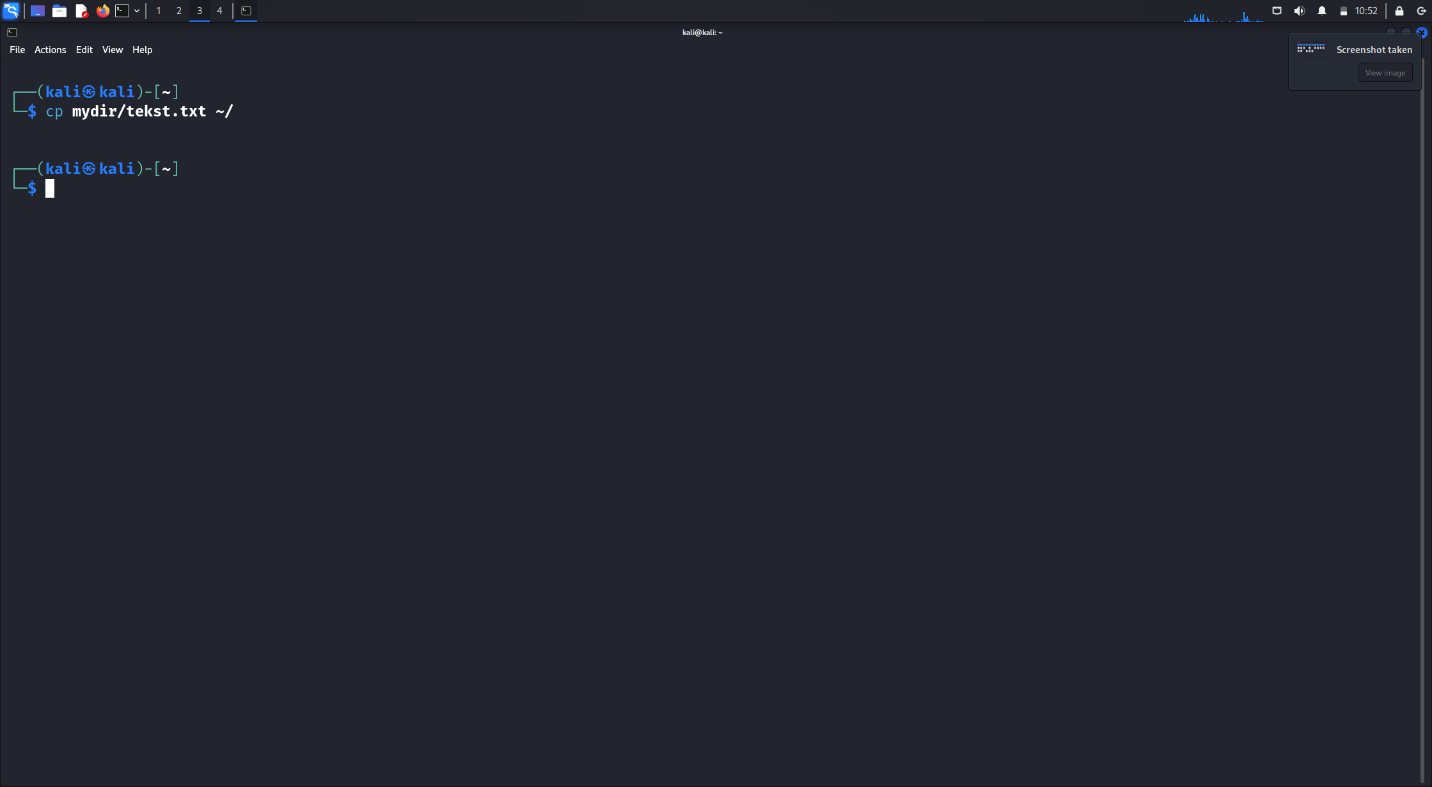 1 2 3 4 10:52
kali@kali: ~
File Actions Edit View Help
Screenshot taken
View image
┌──(kali㉿kali)-[~]
└─$ cp mydir/tekst.txt ~/
┌──(kali㉿kali)-[~]
└─$